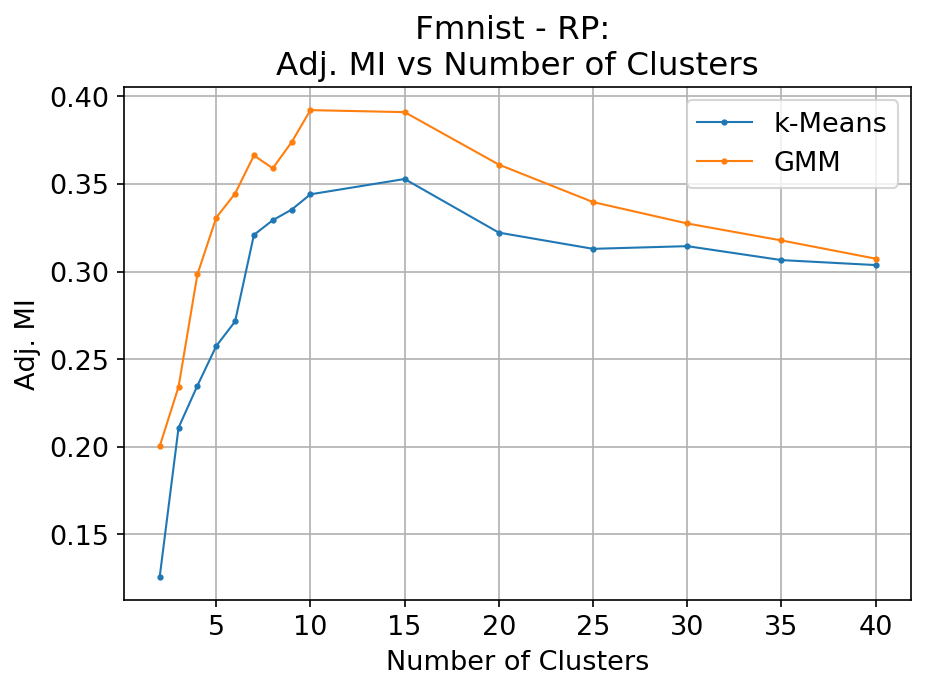 Fmnist - RP:
Adj. MI vs Number of Clusters
k-Means
GMM
Adj. MI
0.40
0.35
0.30
0.25
0.20
0.15
5 10 15 20 25 30 35 40
Number of Clusters